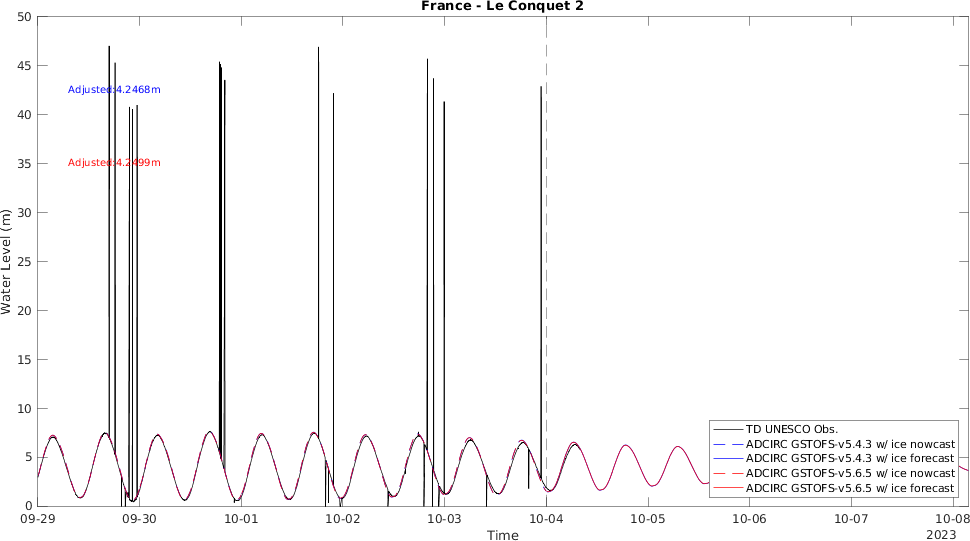 France - Le Conquet 2
50
45
40
35
30
25
20
15
10
5
0
Water Level (m)
Adjusted:4.2468m
Adjusted:4.2499m
TD UNESCO Obs.
ADCIRC GSTOFS-v5.4.3 w/ ice nowcast
ADCIRC GSTOFS-v5.4.3 w/ ice forecast
ADCIRC GSTOFS-v5.6.5 w/ ice nowcast
ADCIRC GSTOFS-v5.6.5 w/ ice forecast
09-29 09-30 10-01 10-02 10-03 10-04 10-05 10-06 10-07 10-08
Time
2023